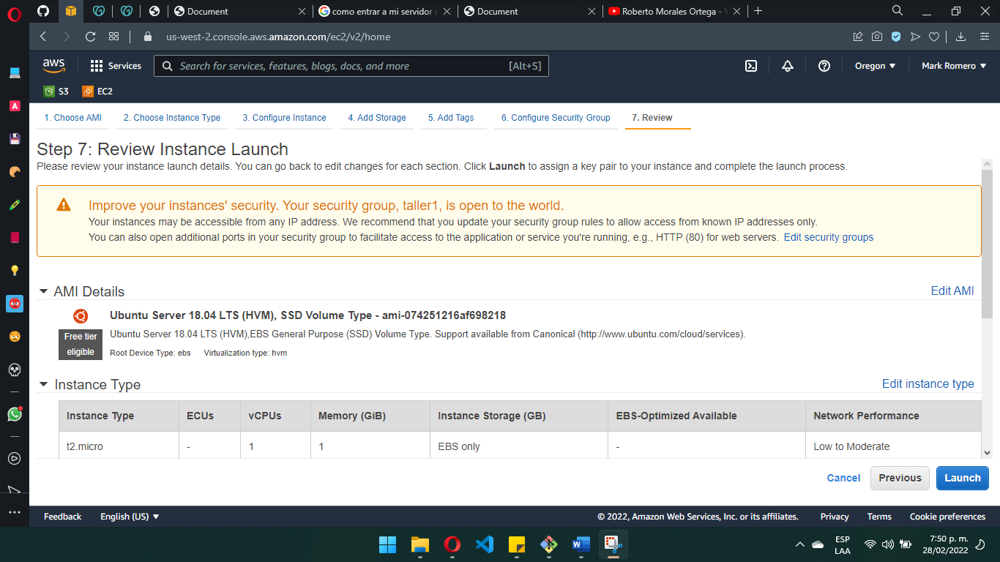 Document
como entrar a mi servidor
Document
Roberto Morales Ortega -
us-west-2.console.aws.amazon.com/ec2/v2/home
aws
Services
Search for services, features, blogs, docs, and more
[Alt+S]
Oregon
Mark Romero
S3
EC2
1. Choose AMI
2. Choose Instance Type
3. Configure Instance
4. Add Storage
5. Add Tags
6. Configure Security Group
7. Review
Step 7: Review Instance Launch
Please review your instance launch details. You can go back to edit changes for each section. Click Launch to assign a key pair to your instance and complete the launch process.
Improve your instances' security. Your security group, taller1, is open to the world.
Your instances may be accessible from any IP address. We recommend that you update your security group rules to allow access from known IP addresses only.
You can also open additional ports in your security group to facilitate access to the application or service you're running, e.g., HTTP (80) for web servers. Edit security groups
AMI Details
Edit AMI
Ubuntu Server 18.04 LTS (HVM), SSD Volume Type - ami-074251216af698218
Free tier
eligible
Ubuntu Server 18.04 LTS (HVM),EBS General Purpose (SSD) Volume Type. Support available from Canonical (http://www.ubuntu.com/cloud/services).
Root Device Type: ebs
Virtualization type: hvm
Instance Type
Edit instance type
Instance Type
ECUs
vCPUs
Memory (GiB)
Instance Storage (GB)
EBS-Optimized Available
Network Performance
t2.micro
-
1
1
EBS only
-
Low to Moderate
Cancel
Previous
Launch
Feedback
English (US)
© 2022, Amazon Web Services, Inc. or its affiliates.
Privacy
Terms
Cookie preferences
ESP
LAA
7:50 p. m.
28/02/2022